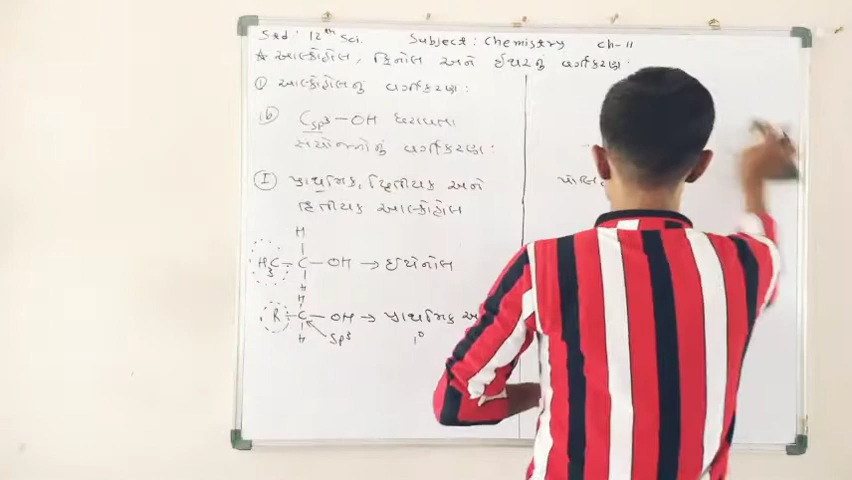 Std : 12th Sci. Subject : Chemistry Ch-11
* આલ્કોહોલ, ફિનોલ અને ઈથરનું વર્ગીકરણ :
① આલ્કોહોલનું વર્ગીકરણ :
(b) Csp³—OH ધરાવતા
સંયોજનોનું વર્ગીકરણ :
(I) પ્રાથમિક, દ્વિતીયક અને
તૃતીયક આલ્કોહોલ
H
H₃C—C—OH → ઈથેનોલ
H
H
R—C—OH → પ્રાથમિક
H sp³ 1⁰